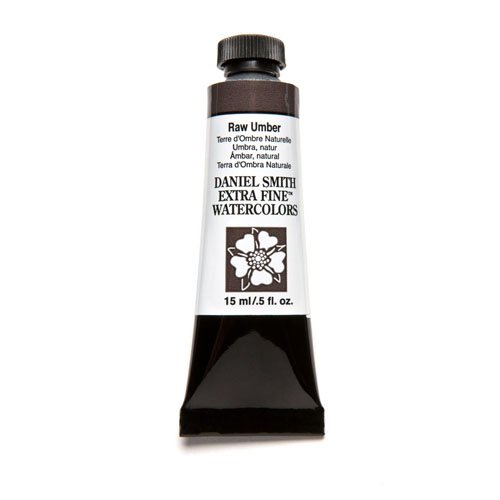 Raw Umber
Terre d'Ombre Naturelle
Umbra, natur
Ámbar, natural
Terra d'Ombra Naturale
DANIEL SMITH
EXTRA FINE™
WATERCOLORS
15 ml/.5 fl. oz.